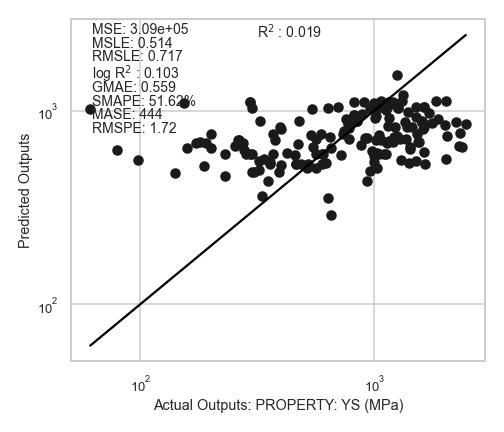 MSE: 3.09e+05
R² : 0.019
MSLE: 0.514
RMSLE: 0.717
log R² : 0.103
GMAE: 0.559
SMAPE: 51.62%
MASE: 444
RMSPE: 1.72
10³
10²
Predicted Outputs
10²
10³
Actual Outputs: PROPERTY: YS (MPa)